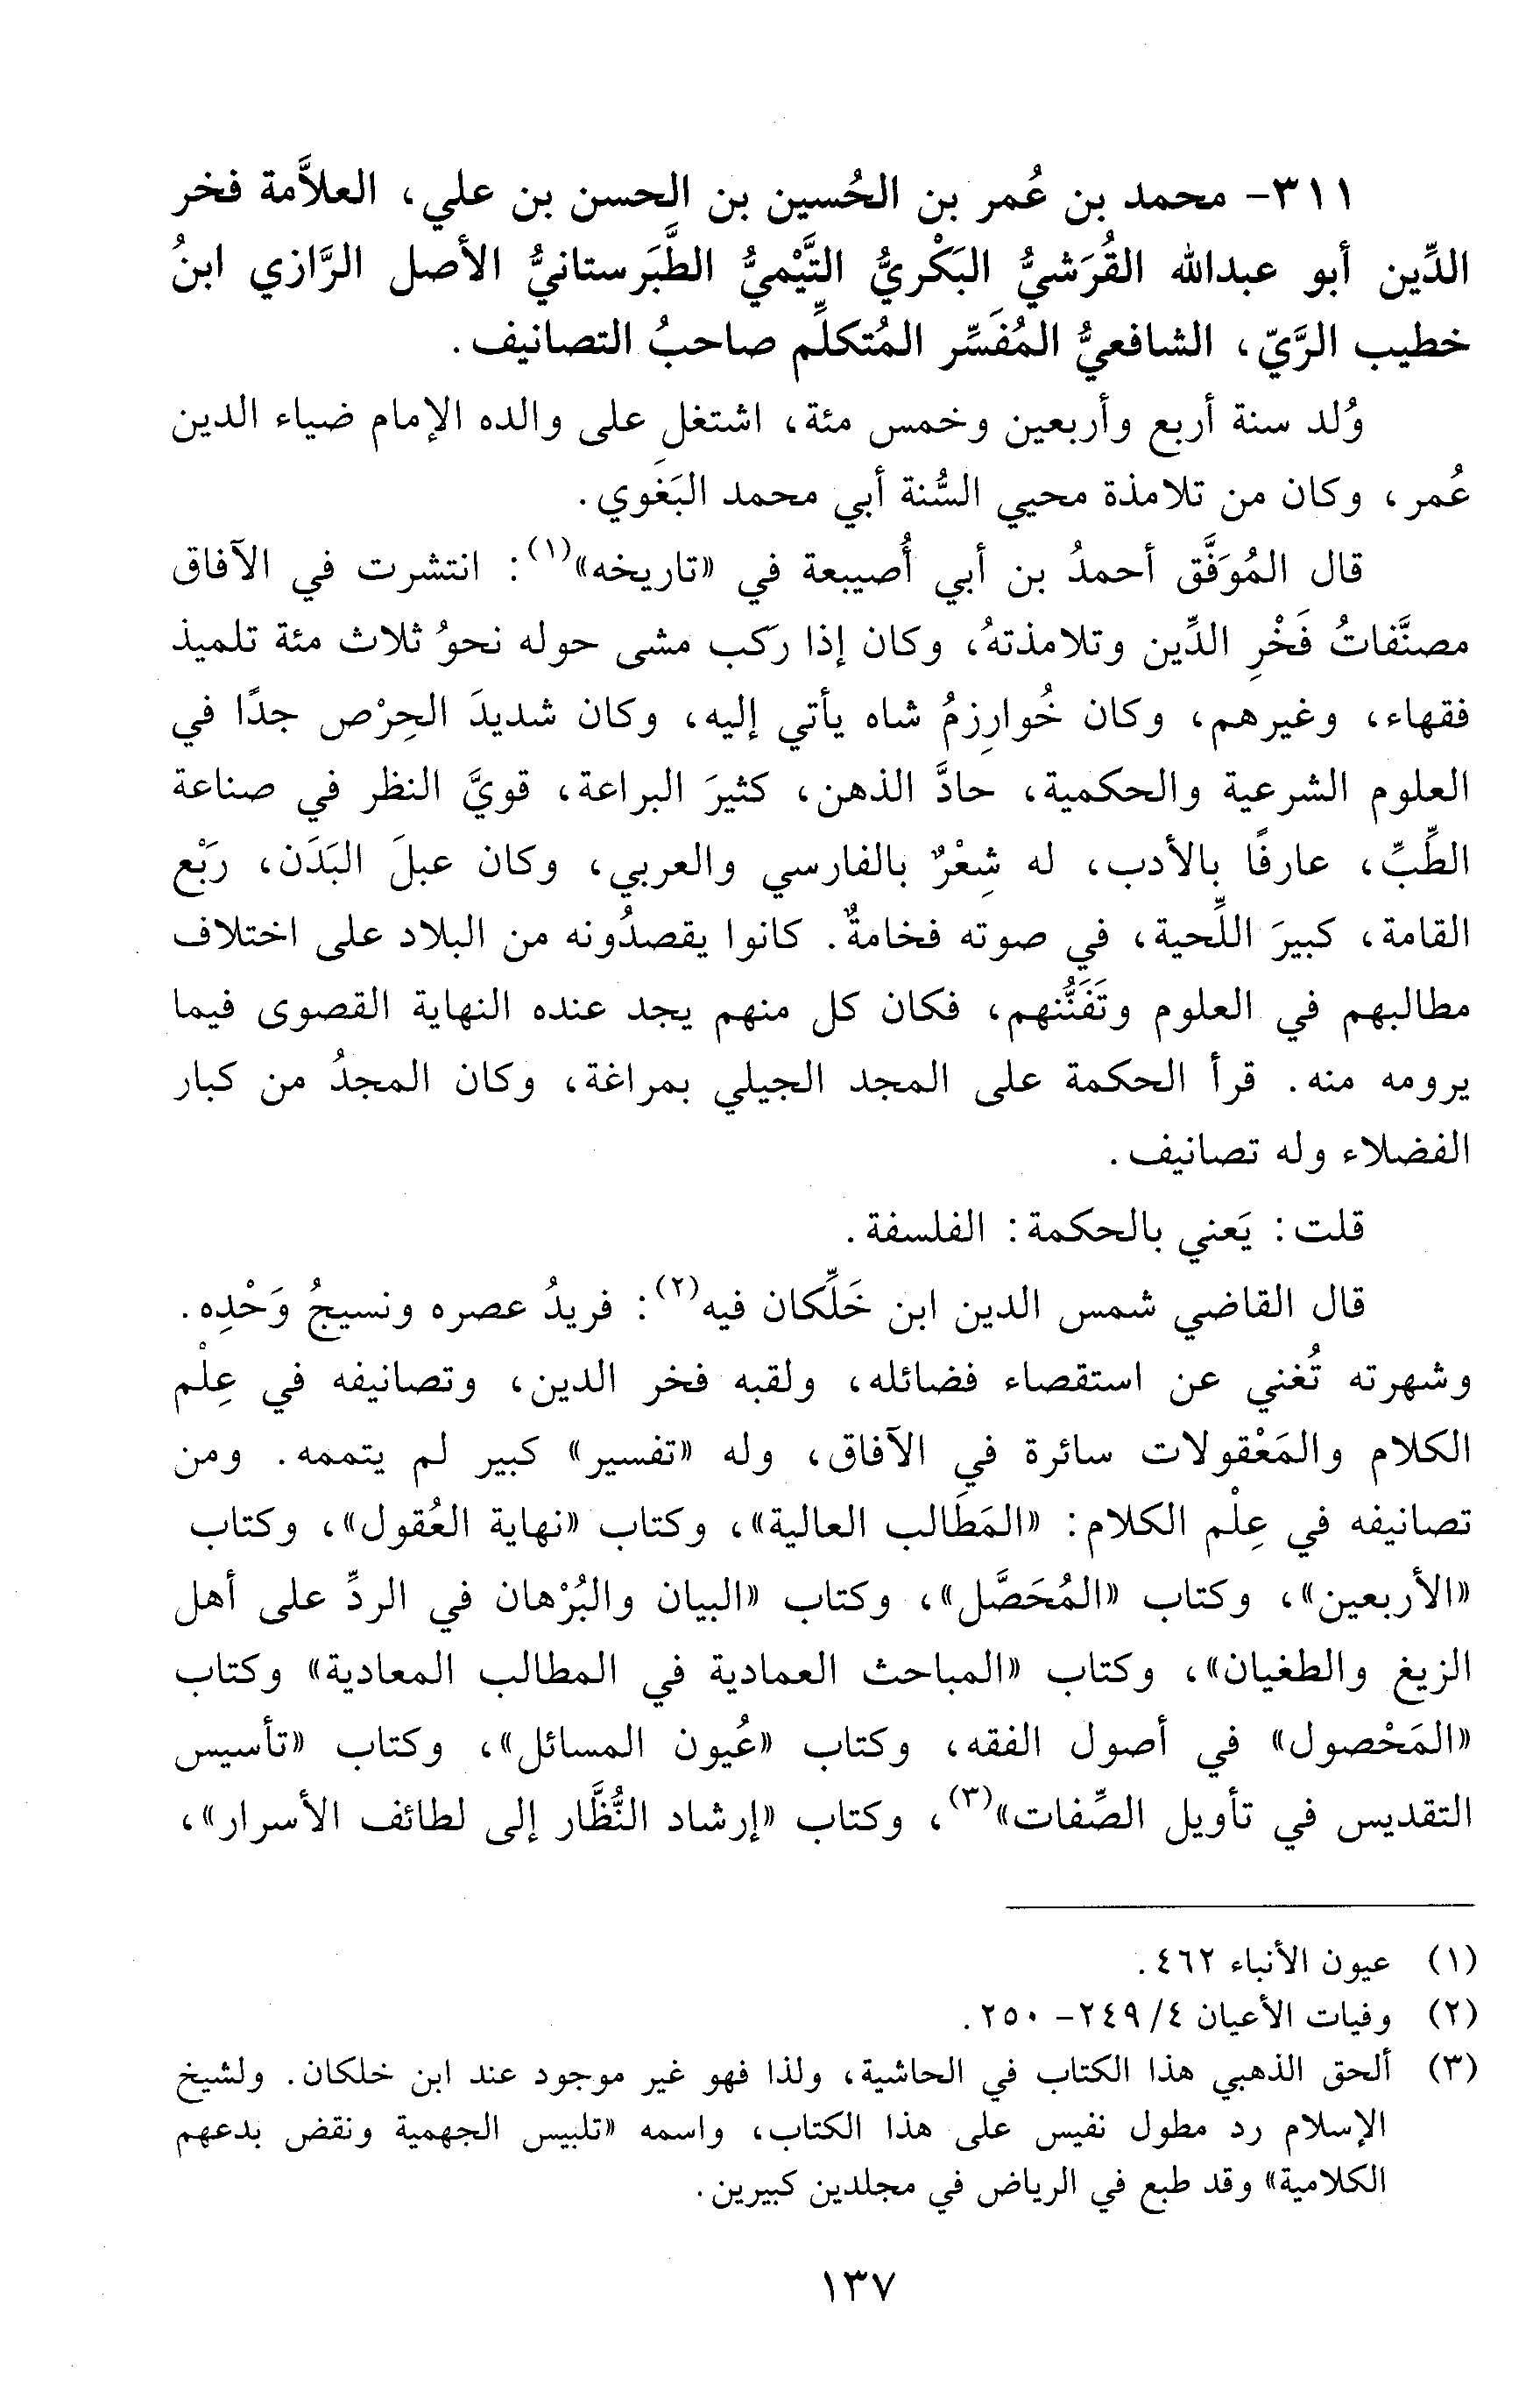 ٣١١- محمد بن عُمر بن الحُسين بن الحسن بن علي، العلاَّمة فخر
الدِّين أبو عبدالله القُرَشيُّ البَكْريُّ التَّيْميُّ الطَّبَرستانيُّ الأصل الرَّازي ابنُ
خطيب الرَّيّ، الشافعيُّ المُفَسِّر المُتكلِّم صاحبُ التصانيف.
وُلد سنة أربع وأربعين وخمس مئة، اشتغل على والده الإمام ضياء الدين
عُمر، وكان من تلامذة محيي السُّنة أبي محمد البَغَوي.
قال المُوَفَّق أحمدُ بن أبي أُصيبعة في «تاريخه»(١): انتشرت في الآفاق
مصنَّفاتُ فَخْرِ الدِّين وتلامذتهُ، وكان إذا ركب مشى حوله نحوُ ثلاث مئة تلميذ
فقهاء، وغيرهم، وكان خُوارِزمُ شاه يأتي إليه، وكان شديدَ الحِرْص جدًا في
العلوم الشرعية والحكمية، حادَّ الذهن، كثيرَ البراعة، قويَّ النظر في صناعة
الطِّبِّ، عارفًا بالأدب، له شِعْرٌ بالفارسي والعربي، وكان عبلَ البَدَن، رَبْع
القامة، كبيرَ اللِّحية، في صوته فخامةٌ. كانوا يقصدُونه من البلاد على اختلاف
مطالبهم في العلوم وتَفَنُّنهم، فكان كل منهم يجد عنده النهاية القصوى فيما
يرومه منه. قرأ الحكمة على المجد الجيلي بمراغة، وكان المجدُ من كبار
الفضلاء وله تصانيف.
قلت: يَعني بالحكمة: الفلسفة.
قال القاضي شمس الدين ابن خَلِّكان فيه(٢): فريدُ عصره ونسيجُ وَحْدِه.
وشهرته تُغني عن استقصاء فضائله، ولقبه فخر الدين، وتصانيفه في عِلْم
الكلام والمَعْقولات سائرة في الآفاق، وله «تفسير» كبير لم يتممه. ومن
تصانيفه في عِلْم الكلام: «المَطَالب العالية»، وكتاب «نهاية العُقول»، وكتاب
«الأربعين»، وكتاب «المُحَصَّل»، وكتاب «البيان والبُرْهان في الردِّ على أهل
الزيغ والطغيان»، وكتاب «المباحث العمادية في المطالب المعادية» وكتاب
«المَحْصول» في أصول الفقه، وكتاب «عُيون المسائل»، وكتاب «تأسيس
التقديس في تأويل الصِّفات»(٣)، وكتاب «إرشاد النُّظَّار إلى لطائف الأسرار»،
(١) عيون الأنباء ٤٦٢.
(٢) وفيات الأعيان ٤/ ٢٤٩- ٢٥٠.
(٣) ألحق الذهبي هذا الكتاب في الحاشية، ولذا فهو غير موجود عند ابن خلكان. ولشيخ
الإسلام رد مطول نفيس على هذا الكتاب، واسمه «تلبيس الجهمية ونقض بدعهم
الكلامية» وقد طبع في الرياض في مجلدين كبيرين.
١٣٧